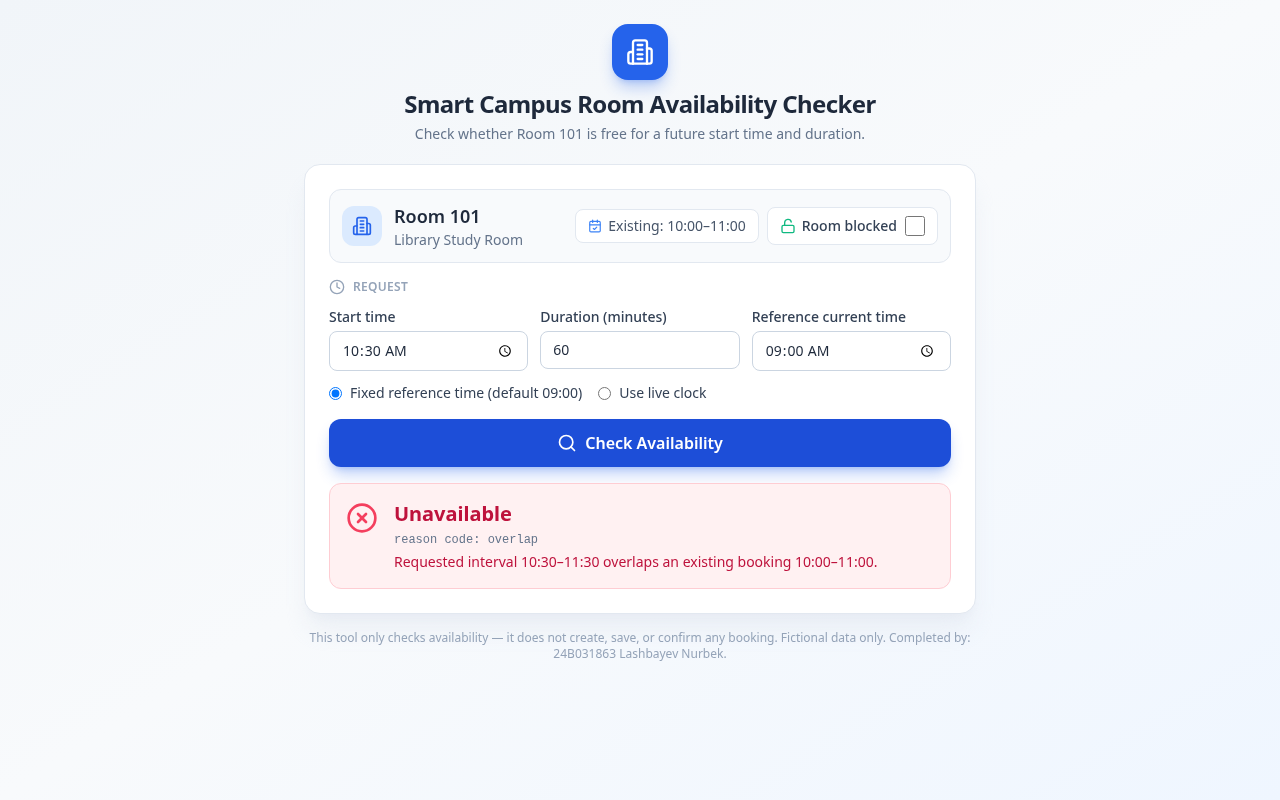 Smart Campus Room Availability Checker
Check whether Room 101 is free for a future start time and duration.
Room 101
Library Study Room
Existing: 10:00–11:00
Room blocked
REQUEST
Start time
Duration (minutes)
Reference current time
10:30 AM
60
09:00 AM
Fixed reference time (default 09:00)
Use live clock
Check Availability
Unavailable
reason code: overlap
Requested interval 10:30–11:30 overlaps an existing booking 10:00–11:00.
This tool only checks availability — it does not create, save, or confirm any booking. Fictional data only. Completed by:
24B031863 Lashbayev Nurbek.